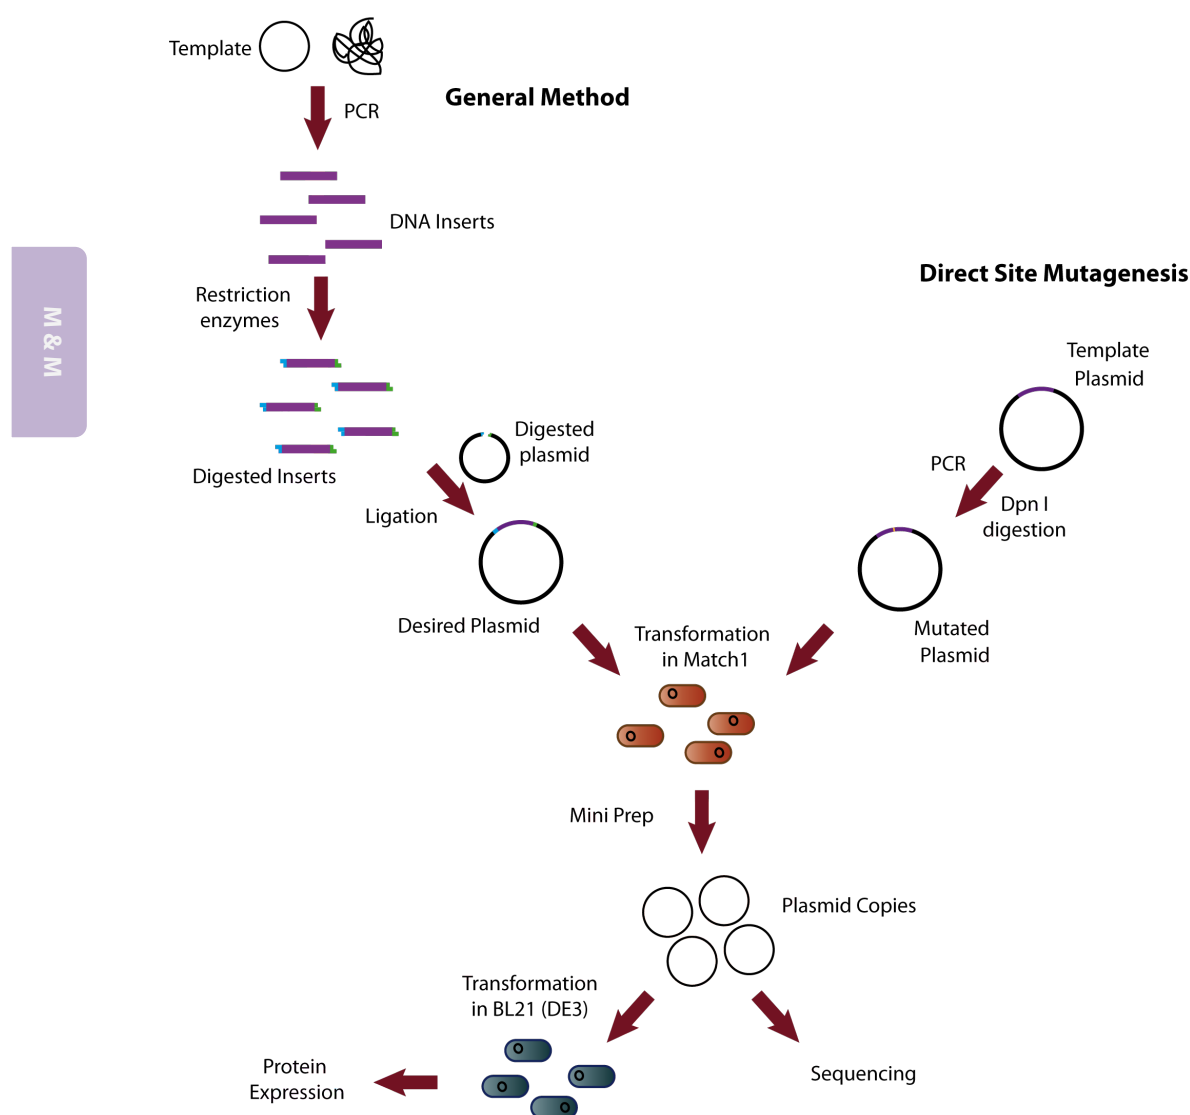 Template
PCR
General Method
DNA Inserts
M & M
Restriction
enzymes
Direct Site Mutagenesis
Template
Plasmid
Digested
plasmid
Digested Inserts
PCR
Dpn I
digestion
Ligation
Desired Plasmid
Transformation
in Match1
Mutated
Plasmid
Mini Prep
Plasmid Copies
Transformation
in BL21 (DE3)
Protein
Expression
Sequencing